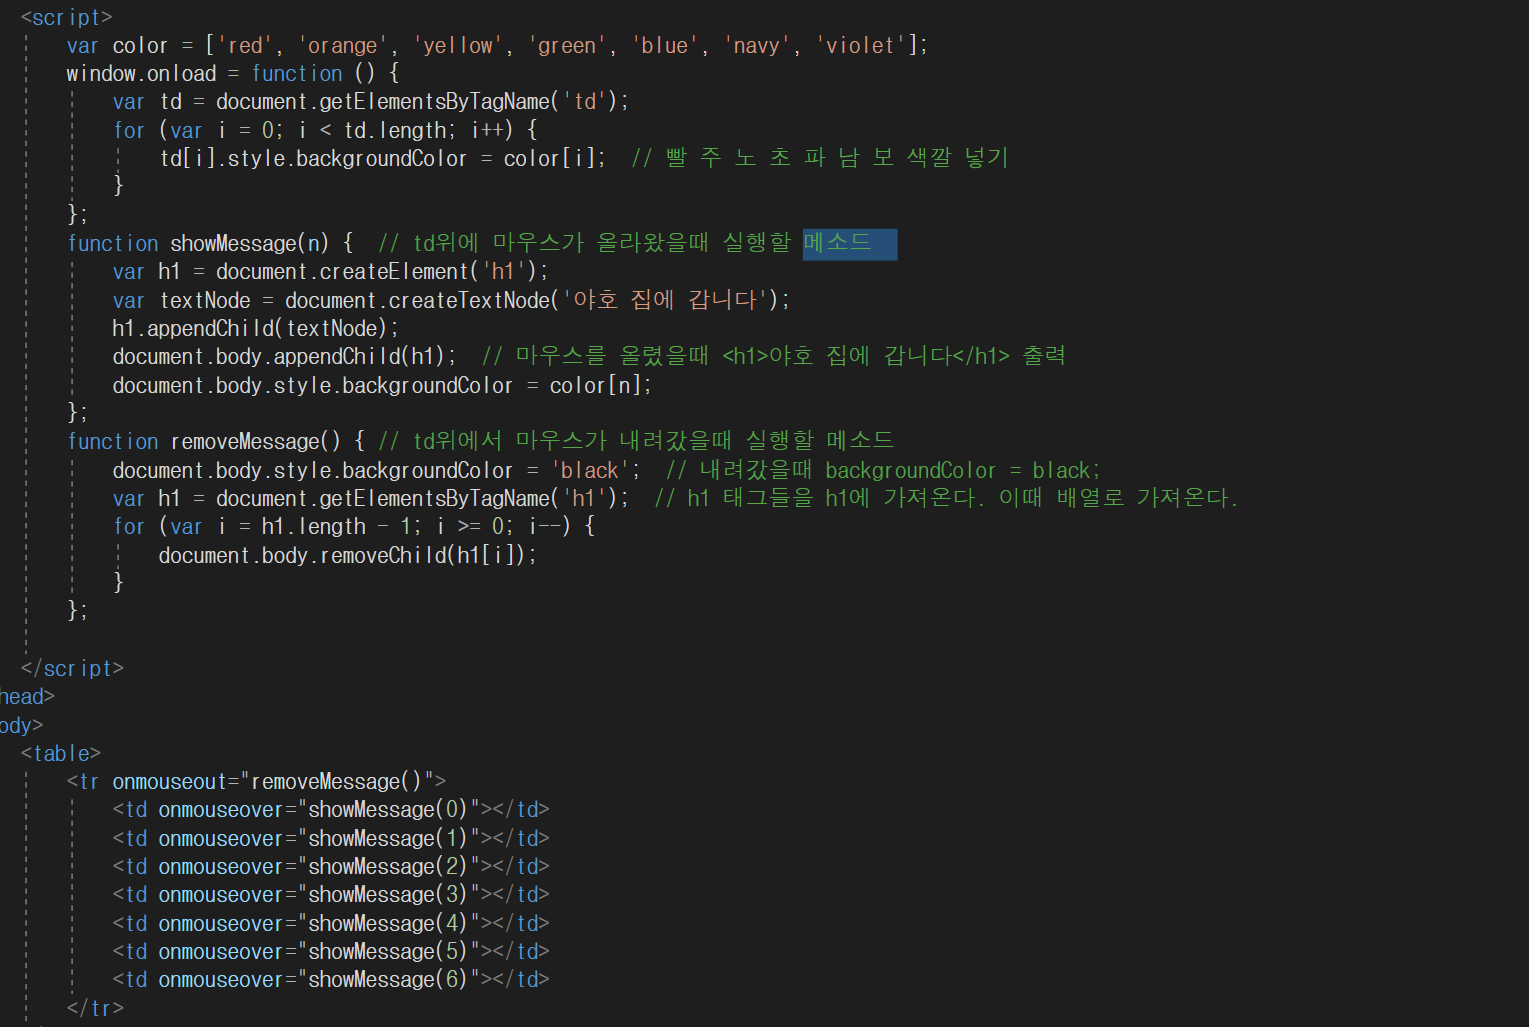 <script>
var color = ['red', 'orange', 'yellow', 'green', 'blue', 'navy', 'violet'];
window.onload = function () {
var td = document.getElementsByTagName('td');
for (var i = 0; i < td.length; i++) {
td[i].style.backgroundColor = color[i]; // 빨 주 노 초 파 남 보 색깔 넣기
}
};
function showMessage(n) { // td위에 마우스가 올라왔을때 실행할 메소드
var h1 = document.createElement('h1');
var textNode = document.createTextNode('야호 집에 갑니다');
h1.appendChild(textNode);
document.body.appendChild(h1); // 마우스를 올렸을때 <h1>야호 집에 갑니다</h1> 출력
document.body.style.backgroundColor = color[n];
};
function removeMessage() { // td위에서 마우스가 내려갔을때 실행할 메소드
document.body.style.backgroundColor = 'black'; // 내려갔을때 backgroundColor = black;
var h1 = document.getElementsByTagName('h1'); // h1 태그들을 h1에 가져온다. 이때 배열로 가져온다.
for (var i = h1.length - 1; i >= 0; i--) {
document.body.removeChild(h1[i]);
}
};
</script>
head>
ody>
<table>
<tr onmouseout="removeMessage()">
<td onmouseover="showMessage(0)"></td>
<td onmouseover="showMessage(1)"></td>
<td onmouseover="showMessage(2)"></td>
<td onmouseover="showMessage(3)"></td>
<td onmouseover="showMessage(4)"></td>
<td onmouseover="showMessage(5)"></td>
<td onmouseover="showMessage(6)"></td>
</tr>